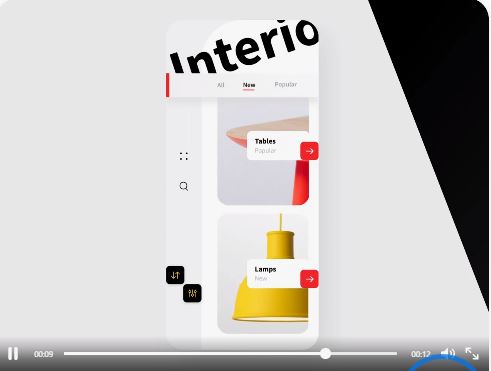 Interio
All New Popular
Tables
Popular
Lamps
New
00:09 00:12